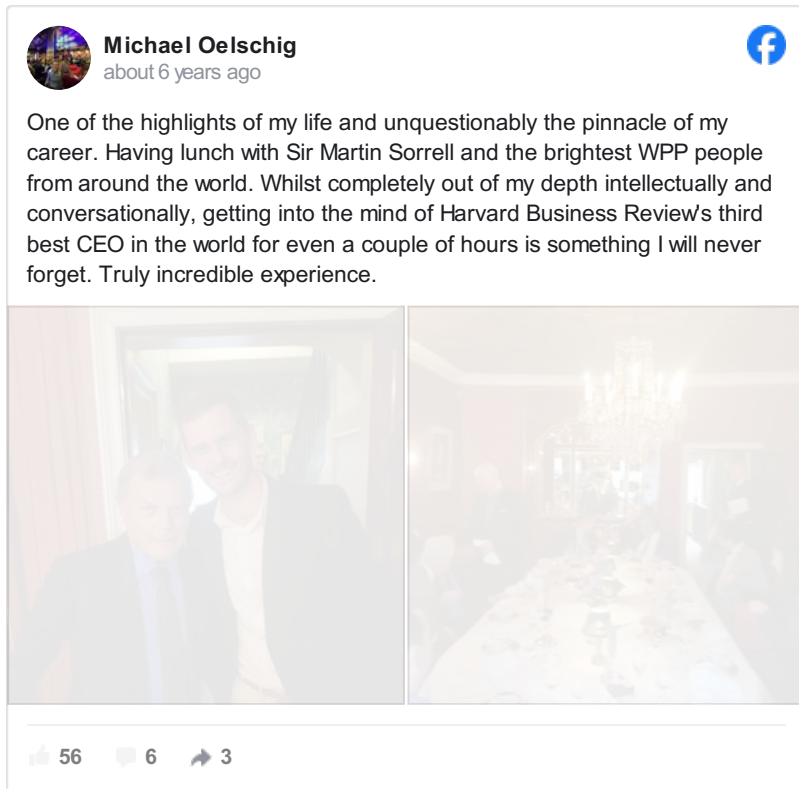 Michael Oelschig
about 6 years ago
One of the highlights of my life and unquestionably the pinnacle of my
career. Having lunch with Sir Martin Sorrell and the brightest WPP people
from around the world. Whilst completely out of my depth intellectually and
conversationally, getting into the mind of Harvard Business Review's third
best CEO in the world for even a couple of hours is something I will never
forget. Truly incredible experience.
56 6 3